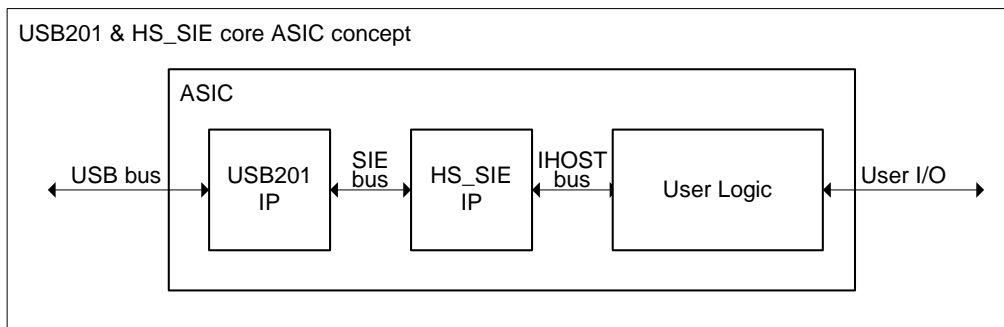 USB201 & HS_SIE core ASIC concept
ASIC
USB bus
USB201
IP
SIE
bus
HS_SIE
IP
IHOST
bus
User Logic
User I/O